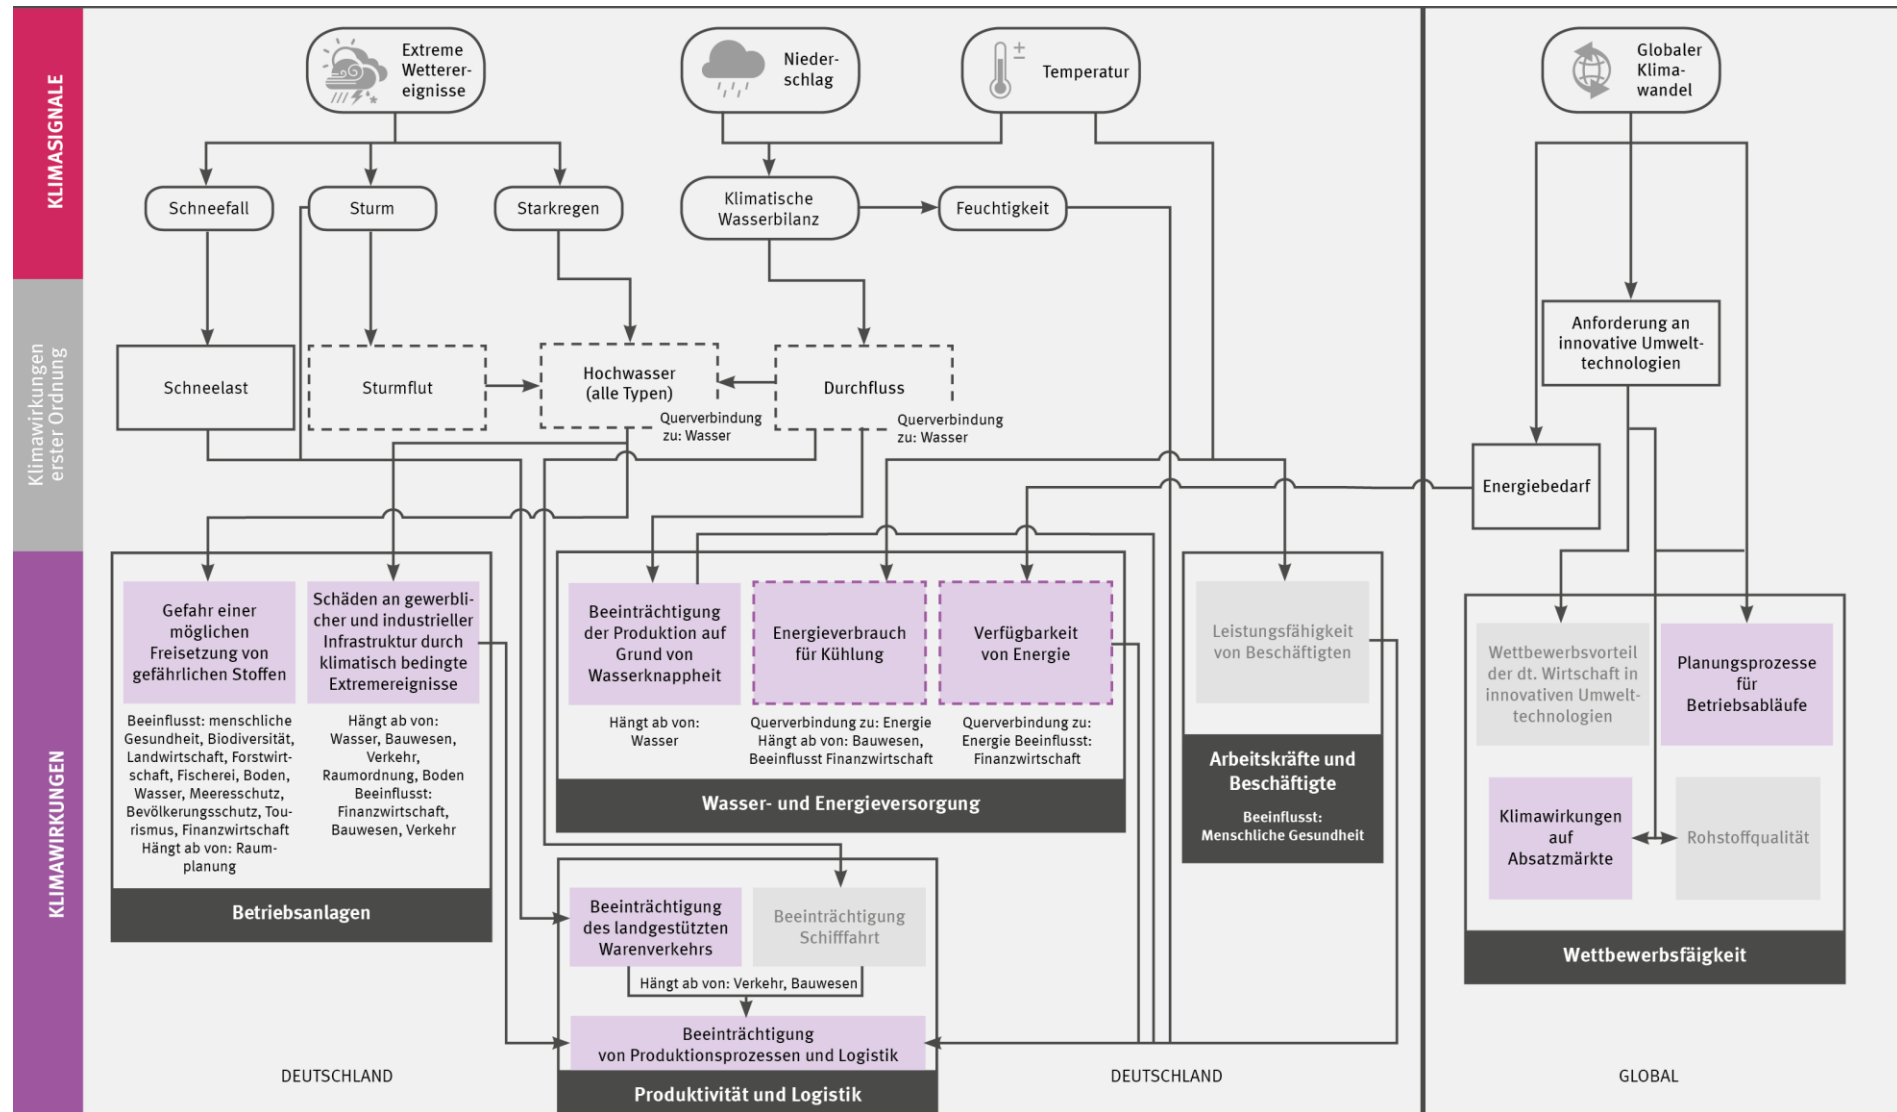 KLIMASIGNALE
Extreme
Wetterer-
eignisse
Nieder-
schlag
Temperatur
Globaler
Klima-
wandel
Schneefall
Sturm
Starkregen
Klimatische
Wasserbilanz
Feuchtigkeit
Klimawirkungen
erster Ordnung
Schneelast
Sturmflut
Hochwasser
(alle Typen)
Querverbindung
zu: Wasser
Durchfluss
Querverbindung
zu: Wasser
Anforderung an
innovative Umwelt-
technologien
Energiebedarf
KLIMAWIRKUNGEN
Gefahr einer
möglichen
Freisetzung von
gefährlichen Stoffen
Beeinflusst: menschliche
Gesundheit, Biodiversität,
Landwirtschaft, Forstwirt-
schaft, Fischerei, Boden,
Wasser, Meeresschutz,
Bevölkerungsschutz, Tou-
rismus, Finanzwirtschaft
Hängt ab von: Raum-
planung
Schäden an gewerbli-
cher und industrieller
Infrastruktur durch
klimatisch bedingte
Extremereignisse
Hängt ab von:
Wasser, Bauwesen,
Verkehr,
Raumordnung, Boden
Beeinflusst:
Finanzwirtschaft,
Bauwesen, Verkehr
Betriebsanlagen
Beeinträchtigung
der Produktion auf
Grund von
Wasserknappheit
Hängt ab von:
Wasser
Energieverbrauch
für Kühlung
Querverbindung zu: Energie
Hängt ab von: Bauwesen,
Beeinflusst Finanzwirtschaft
Verfügbarkeit
von Energie
Querverbindung zu:
Energie Beeinflusst:
Finanzwirtschaft
Wasser- und Energieversorgung
Leistungsfähigkeit
von Beschäftigten
Arbeitskräfte und
Beschäftigte
Beeinflusst:
Menschliche Gesundheit
Wettbewerbsvorteil
der dt. Wirtschaft in
innovativen Umwelt-
technologien
Planungsprozesse
für
Betriebsabläufe
Klimawirkungen
auf
Absatzmärkte
Rohstoffqualität
Wettbewerbsfäigkeit
Beeinträchtigung
des landgestützten
Warenverkehrs
Beeinträchtigung
Schifffahrt
Hängt ab von: Verkehr, Bauwesen
Beeinträchtigung
von Produktionsprozessen und Logistik
Produktivität und Logistik
DEUTSCHLAND
DEUTSCHLAND
GLOBAL